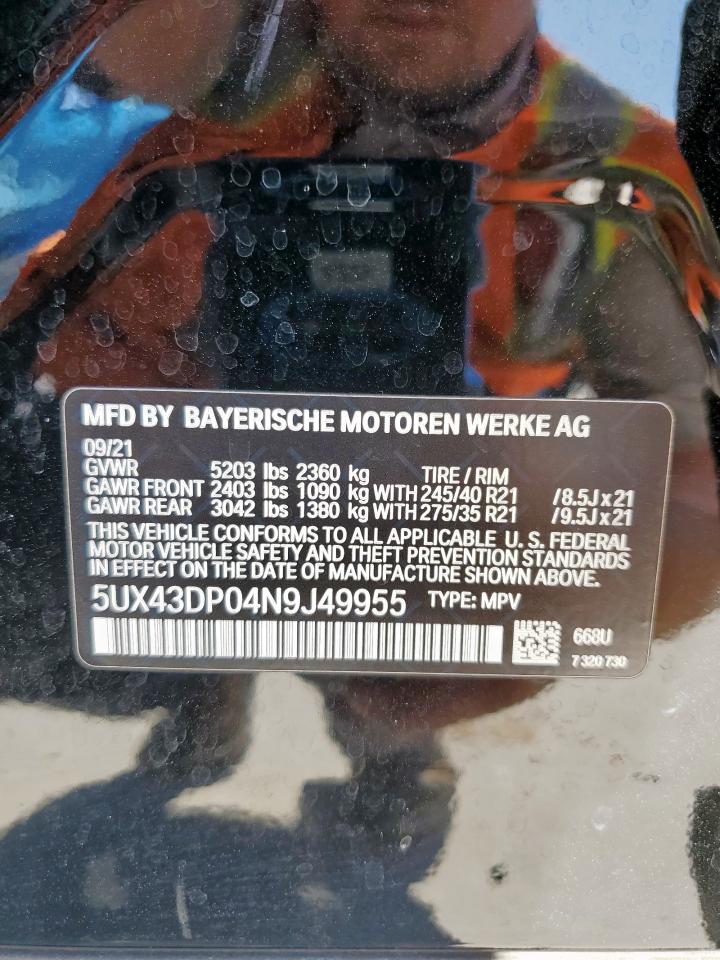 MFD BY BAYERISCHE MOTOREN WERKE AG
09/21
GVWR 5203 lbs 2360 kg TIRE / RIM
GAWR FRONT 2403 lbs 1090 kg WITH 245/40 R21 /8.5J x 21
GAWR REAR 3042 lbs 1380 kg WITH 275/35 R21 /9.5J x 21
THIS VEHICLE CONFORMS TO ALL APPLICABLE U. S. FEDERAL
MOTOR VEHICLE SAFETY AND THEFT PREVENTION STANDARDS
IN EFFECT ON THE DATE OF MANUFACTURE SHOWN ABOVE.
5UX43DP04N9J49955 TYPE: MPV
668U
7 320 730